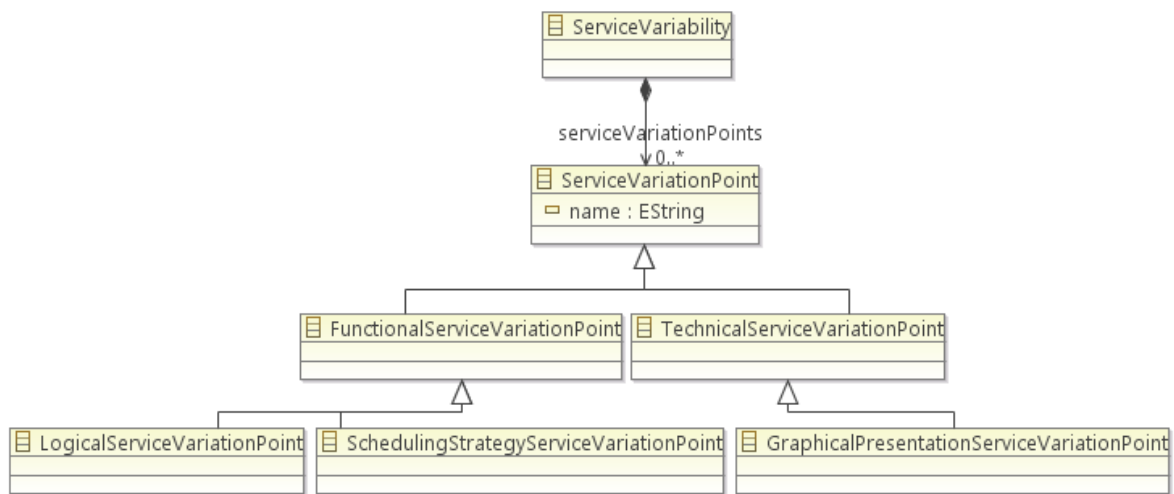 ServiceVariability
serviceVariationPoints
0..*
ServiceVariationPoint
name : EString
FunctionalServiceVariationPoint
TechnicalServiceVariationPoint
LogicalServiceVariationPoint
SchedulingStrategyServiceVariationPoint
GraphicalPresentationServiceVariationPoint